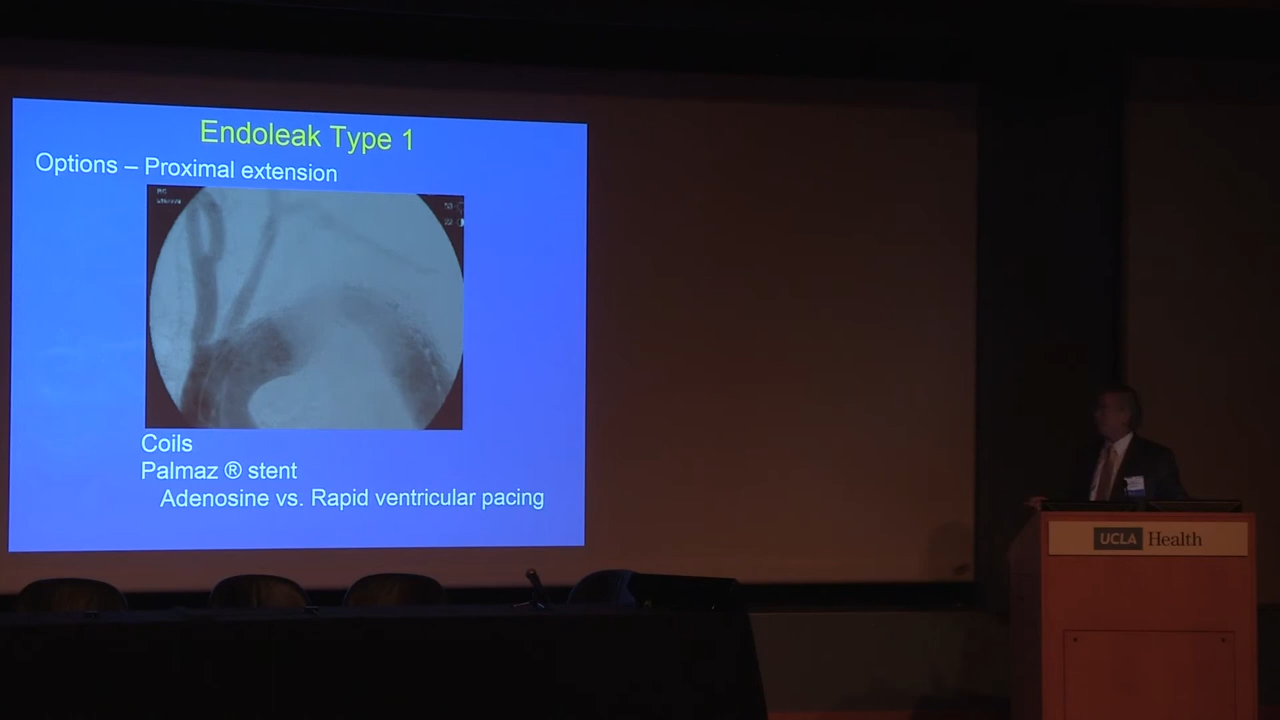 Endoleak Type 1
Options – Proximal extension
Coils
Palmaz ® stent
Adenosine vs. Rapid ventricular pacing
UCLA Health